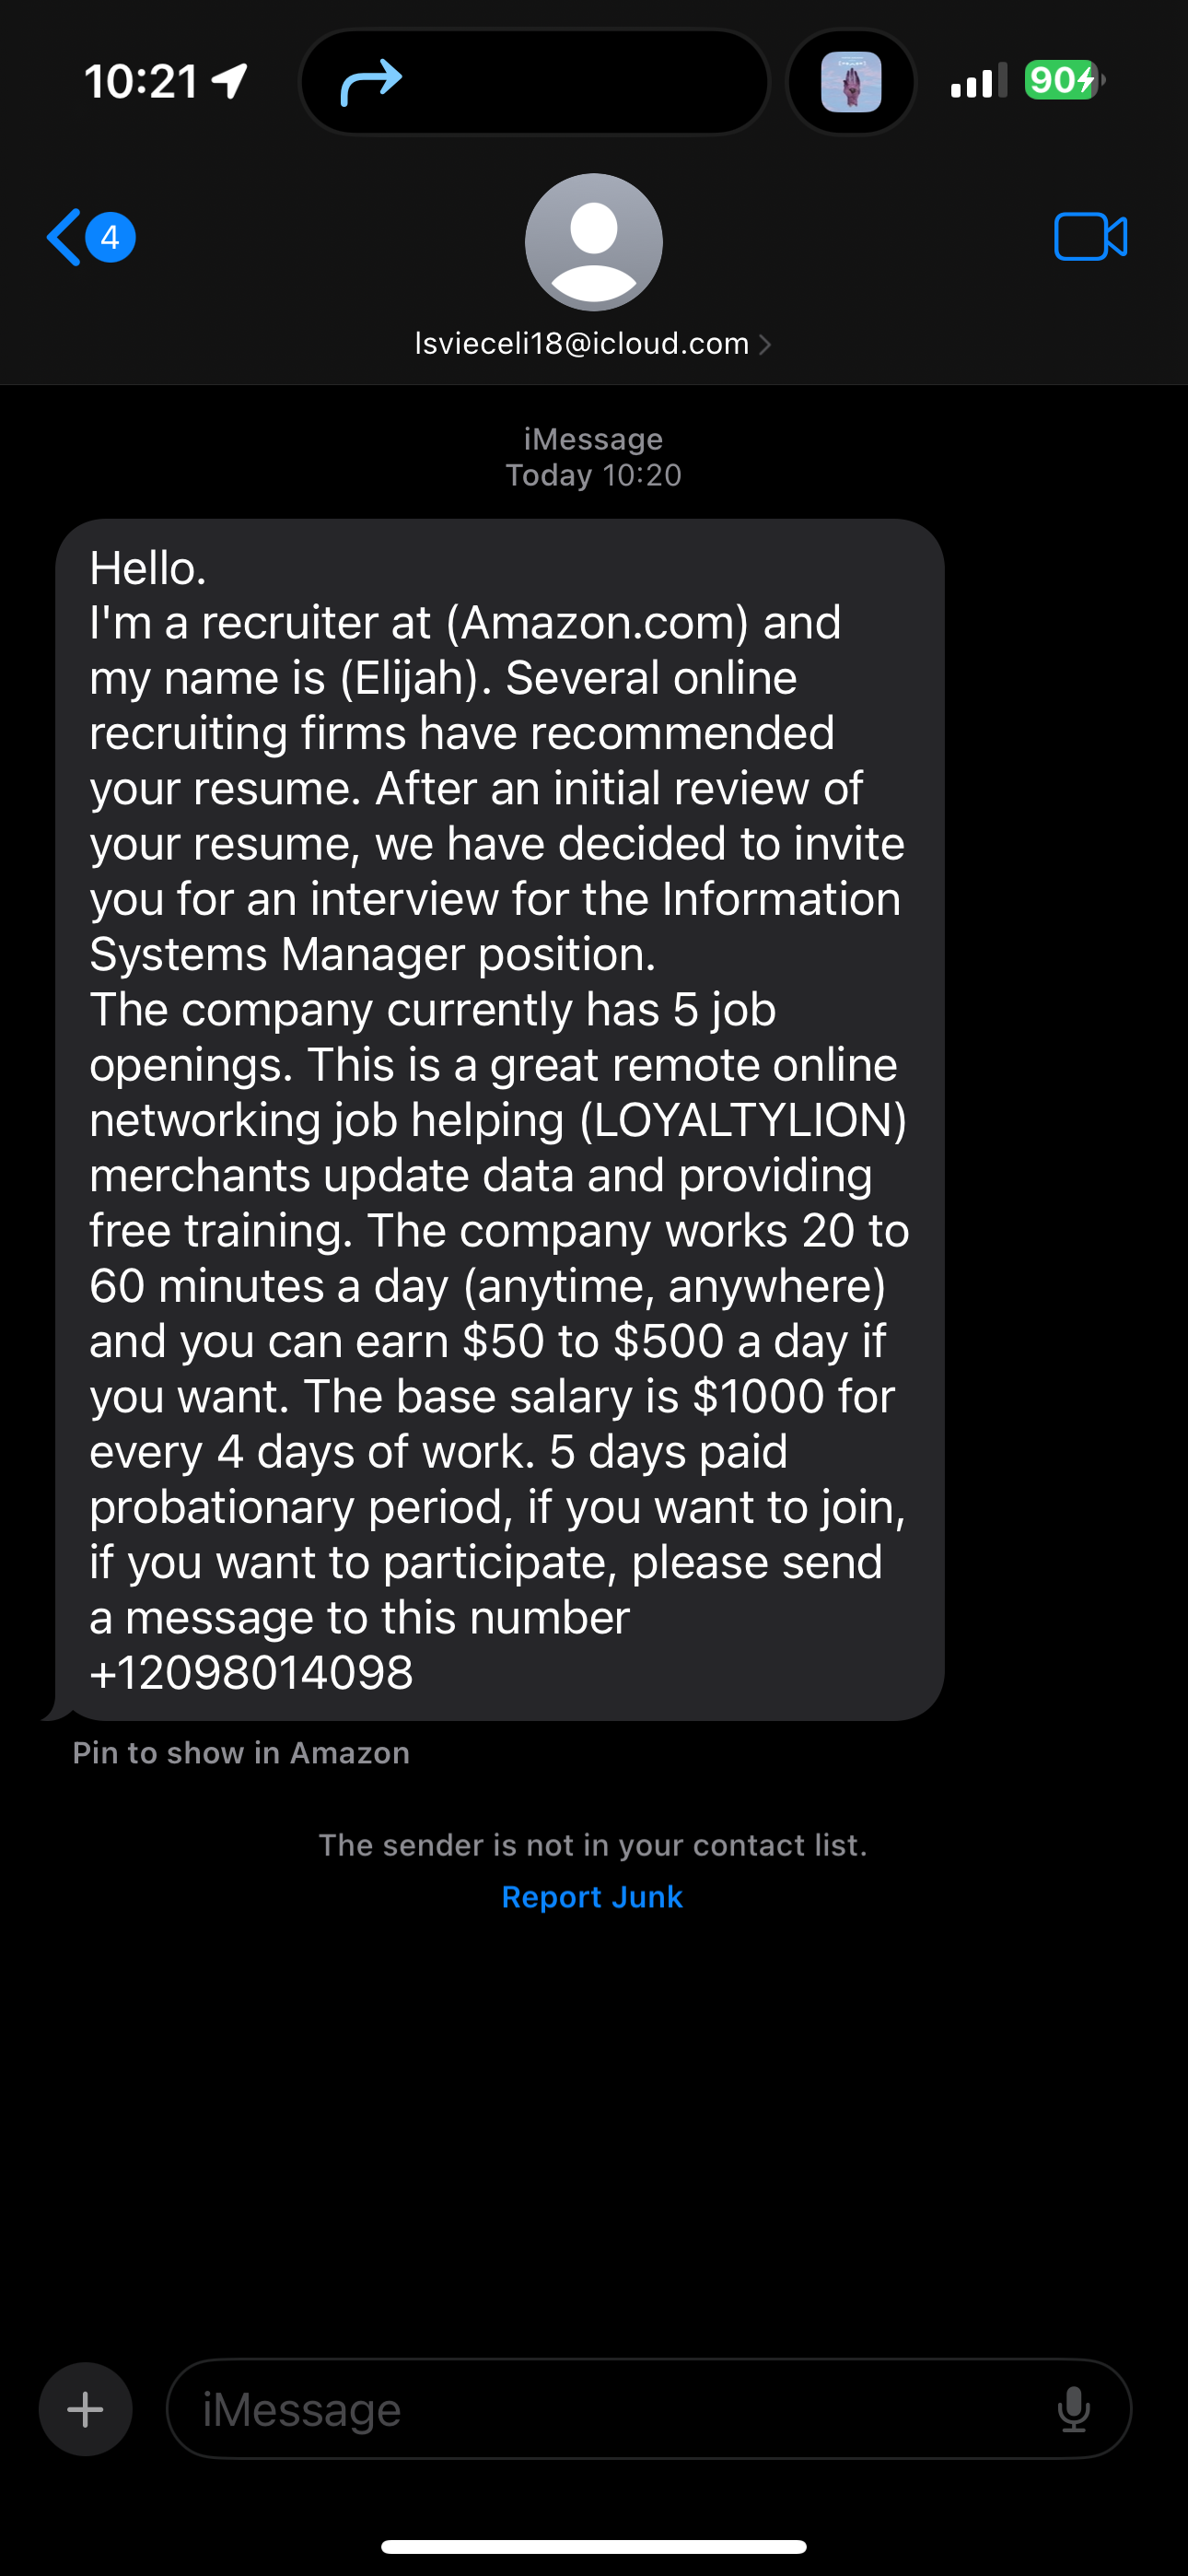 10:21
90
4
lsvieceli18@icloud.com
iMessage
Today 10:20
Hello.
I'm a recruiter at (Amazon.com) and
my name is (Elijah). Several online
recruiting firms have recommended
your resume. After an initial review of
your resume, we have decided to invite
you for an interview for the Information
Systems Manager position.
The company currently has 5 job
openings. This is a great remote online
networking job helping (LOYALTYLION)
merchants update data and providing
free training. The company works 20 to
60 minutes a day (anytime, anywhere)
and you can earn $50 to $500 a day if
you want. The base salary is $1000 for
every 4 days of work. 5 days paid
probationary period, if you want to join,
if you want to participate, please send
a message to this number
+12098014098
Pin to show in Amazon
The sender is not in your contact list.
Report Junk
iMessage